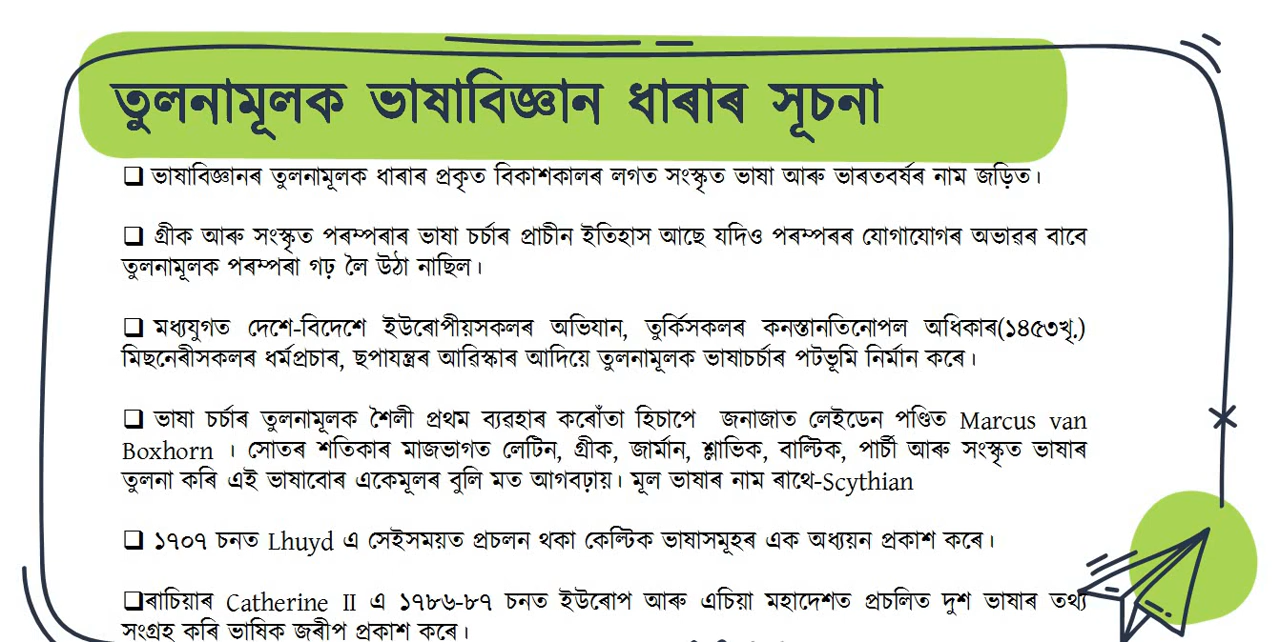 তুলনামূলক ভাষাবিজ্ঞান ধাৰাৰ সূচনা
❑ ভাষাবিজ্ঞানৰ তুলনামূলক ধাৰাৰ প্ৰকৃত বিকাশকালৰ লগত সংস্কৃত ভাষা আৰু ভাৰতবৰ্ষৰ নাম জড়িত।
❑ গ্ৰীক আৰু সংস্কৃত পৰম্পৰাৰ ভাষা চৰ্চাৰ প্ৰাচীন ইতিহাস আছে যদিও পৰম্পৰৰ যোগাযোগৰ অভাৱৰ বাবে
তুলনামূলক পৰম্পৰা গঢ় লৈ উঠা নাছিল।
❑ মধ্যযুগত দেশে-বিদেশে ইউৰোপীয়সকলৰ অভিযান, তুৰ্কিসকলৰ কনস্তানতিনোপল অধিকাৰ(১৪৫৩খৃ.)
মিছনেৰীসকলৰ ধৰ্মপ্ৰচাৰ, ছপাযন্ত্ৰৰ আৱিস্কাৰ আদিয়ে তুলনামূলক ভাষাচৰ্চাৰ পটভূমি নিৰ্মান কৰে।
❑ ভাষা চৰ্চাৰ তুলনামূলক শৈলী প্ৰথম ব্যৱহাৰ কৰোঁতা হিচাপে জনাজাত লেইডেন পণ্ডিত Marcus van
Boxhorn । সোতৰ শতিকাৰ মাজভাগত লেটিন, গ্ৰীক, জাৰ্মান, শ্লাভিক, বাল্টিক, পাৰ্চী আৰু সংস্কৃত ভাষাৰ
তুলনা কৰি এই ভাষাবোৰ একেমূলৰ বুলি মত আগবঢ়ায়। মূল ভাষাৰ নাম ৰাথে-Scythian
❑ ১৭০৭ চনত Lhuyd এ সেইসময়ত প্ৰচলন থকা কেল্টিক ভাষাসমূহৰ এক অধ্যয়ন প্ৰকাশ কৰে।
❑ৰাচিয়াৰ Catherine II এ ১৭৮৬-৮৭ চনত ইউৰোপ আৰু এচিয়া মহাদেশত প্ৰচলিত দুশ ভাষাৰ তথ্য
সংগ্ৰহ কৰি ভাষিক জৰীপ প্ৰকাশ কৰে।